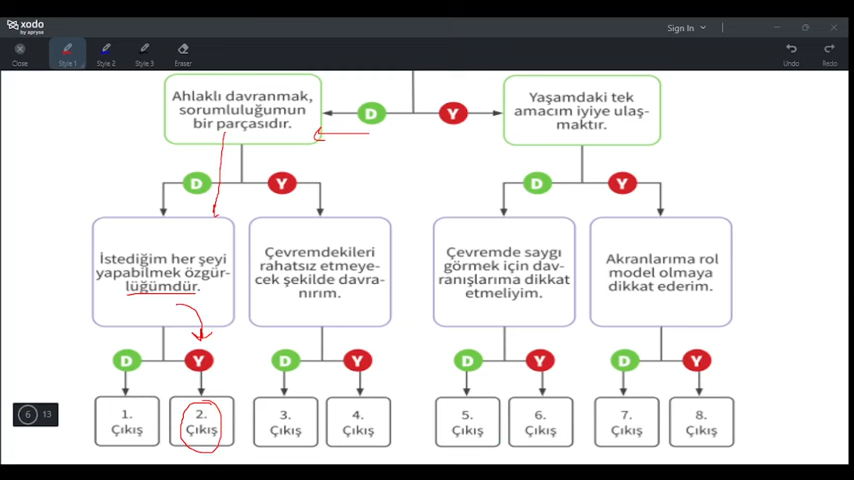 xodo
by apryse
Sign In
Close
Style 1
Style 2
Style 3
Eraser
Undo
Redo
Ahlaklı davranmak,
sorumluluğumun
bir parçasıdır.
D
Y
Yaşamdaki tek
amacım iyiye ulaş-
maktır.
D
Y
D
Y
İstediğim her şeyi
yapabilmek özgür-
lüğümdür.
Çevremdekileri
rahatsız etmeye-
cek şekilde davra-
nırım.
Çevremde saygı
görmek için dav-
ranışlarıma dikkat
etmeliyim.
Akranlarıma rol
model olmaya
dikkat ederim.
D
Y
D
Y
D
Y
D
Y
6 13
1.
Çıkış
2.
Çıkış
3.
Çıkış
4.
Çıkış
5.
Çıkış
6.
Çıkış
7.
Çıkış
8.
Çıkış